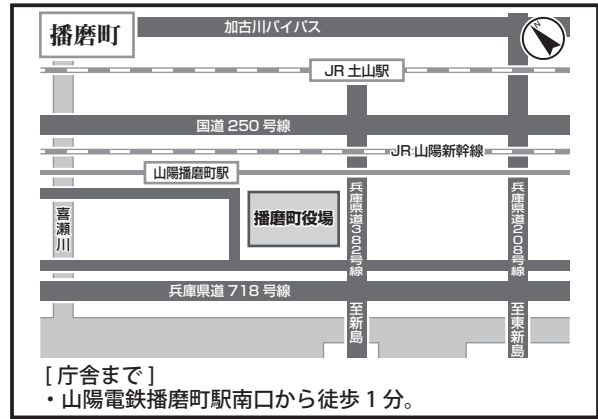 播磨町
加古川バイパス
N
JR 土山駅
国道 250 号線
JR 山陽新幹線
山陽播磨町駅
喜瀬川
播磨町役場
兵庫県道382号線
兵庫県道208号線
兵庫県道 718 号線
至新島
至東新島
[ 庁舎まで ]
・山陽電鉄播磨町駅南口から徒歩 1 分。